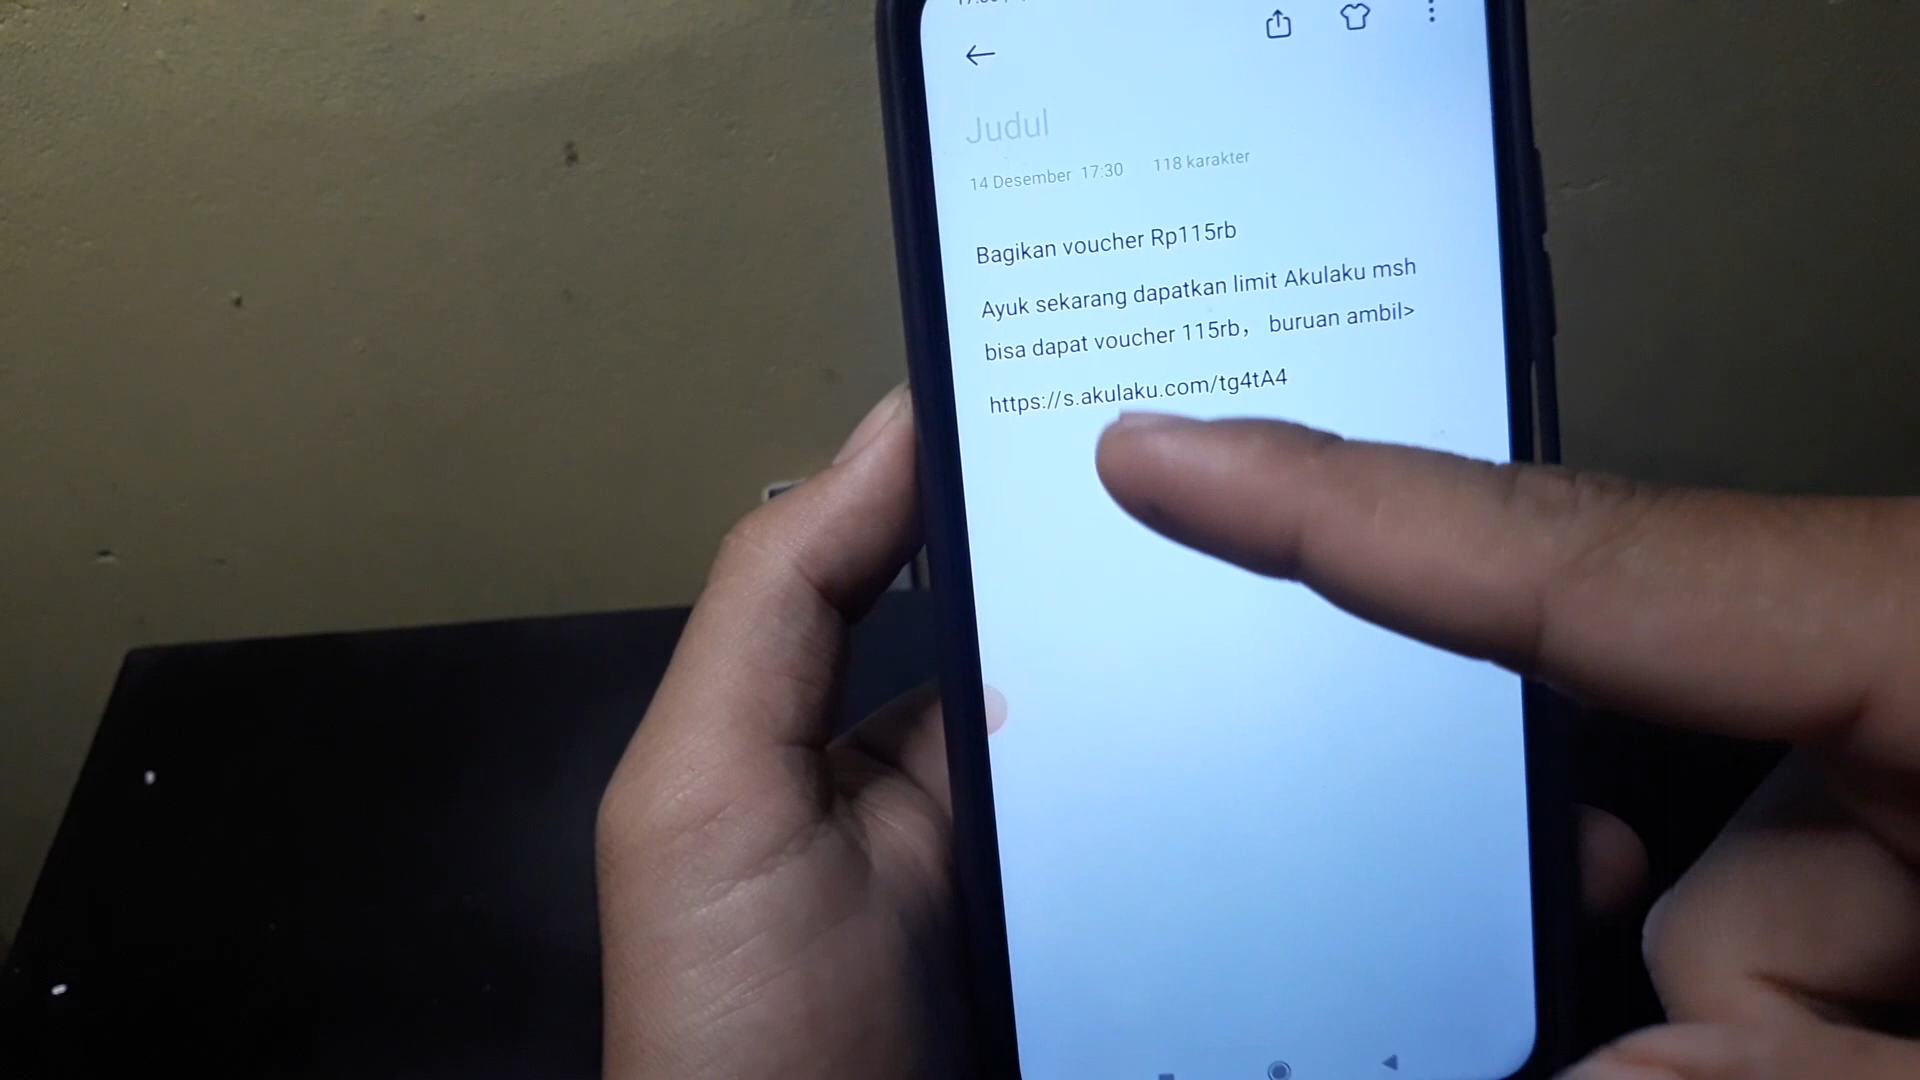 Judul
14 Desember 17:30 118 karakter
Bagikan voucher Rp115rb
Ayuk sekarang dapatkan limit Akulaku msh
bisa dapat voucher 115rb， buruan ambil>
https://s.akulaku.com/tg4tA4